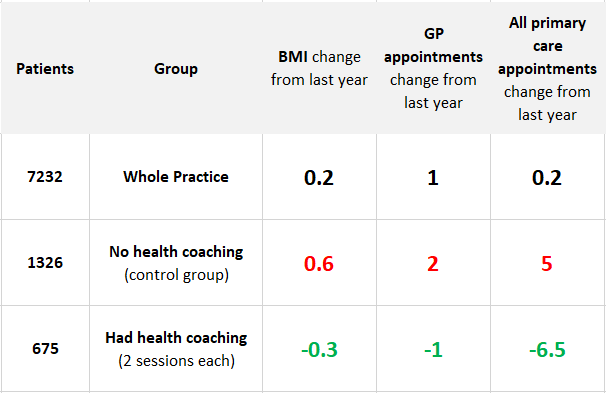 Patients
Group
BMI change
from last year
GP
appointments
change from
last year
All primary
care
appointments
change from
last year
7232
Whole Practice
0.2
1
0.2
1326
No health coaching
(control group)
0.6
2
5
675
Had health coaching
(2 sessions each)
-0.3
-1
-6.5